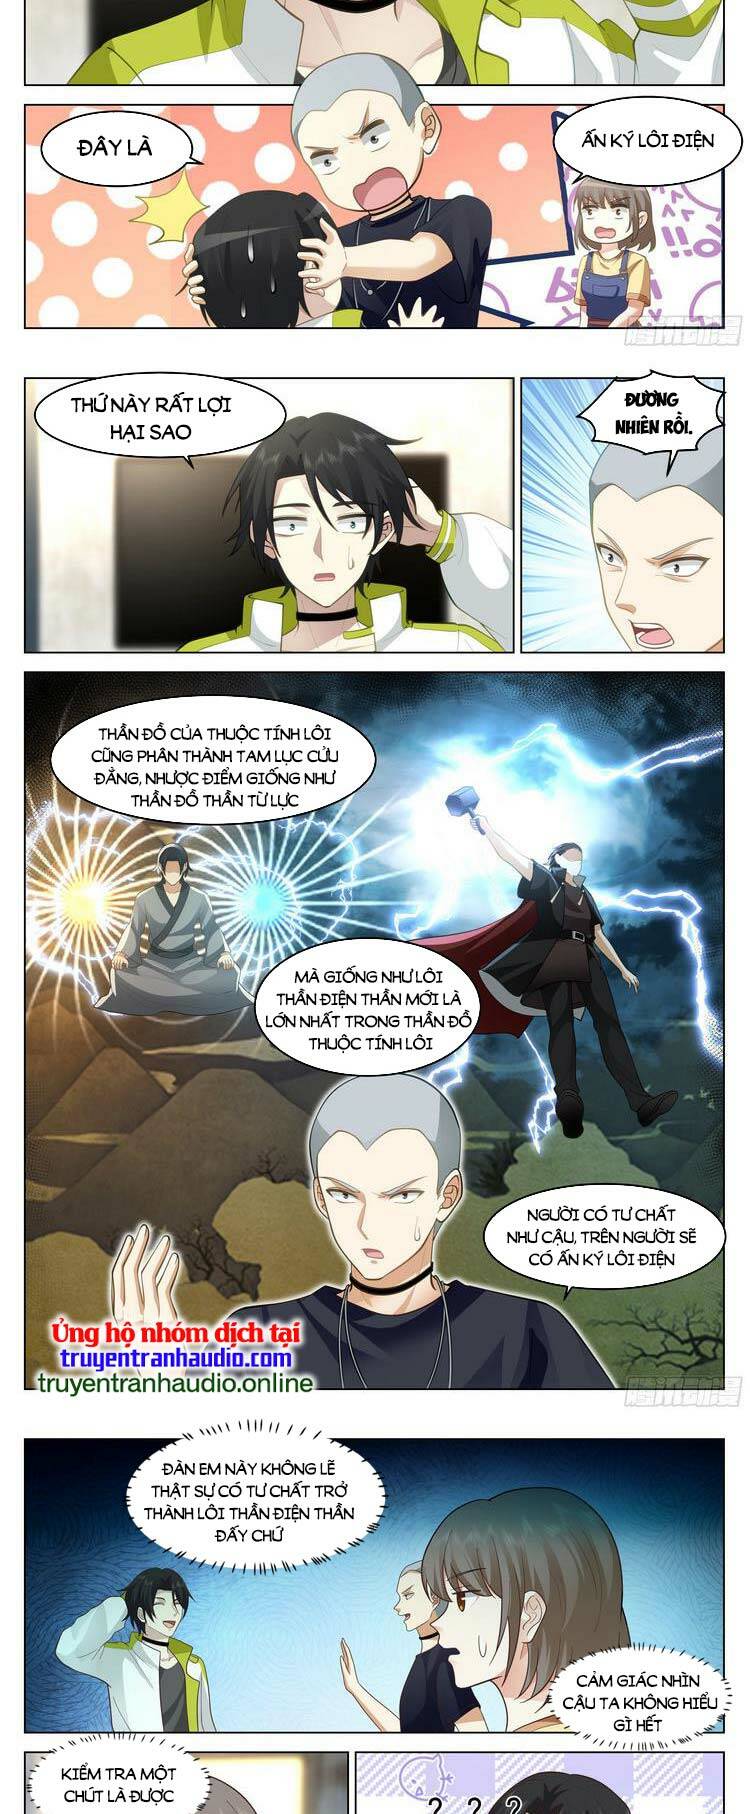 ĐÂY LÀ
ẤN KÝ LÔI ĐIỆN
THỨ NÀY RẤT LỢI
HẠI SAO
ĐƯƠNG
NHIÊN RỒI.
THẦN ĐỒ CỦA THUỘC TÍNH LÔI
CŨNG PHÂN THÀNH TAM LỤC CỬU
ĐẲNG, NHƯỢC ĐIỂM GIỐNG NHƯ
THẦN ĐỒ THẦN TỪ LỰC
MÀ GIỐNG NHƯ LÔI
THẦN ĐIỆN THẦN MỚI LÀ
LỚN NHẤT TRONG THẦN ĐỒ
THUỘC TÍNH LÔI
NGƯỜI CÓ TƯ CHẤT
NHƯ CẬU, TRÊN NGƯỜI SẼ
CÓ ẤN KÝ LÔI ĐIỆN
Ủng hộ nhóm dịch tại
truyentranhaudio.com
truyentranhaudio.online
ĐÀN EM NÀY KHÔNG LẼ
THẬT SỰ CÓ TƯ CHẤT TRỞ
THÀNH LÔI THẦN ĐIỆN THẦN
ĐẤY CHỨ
CẢM GIÁC NHÌN
CẬU TA KHÔNG HIỂU
GÌ HẾT
KIỂM TRA MỘT
CHÚT LÀ ĐƯỢC
? ? ?